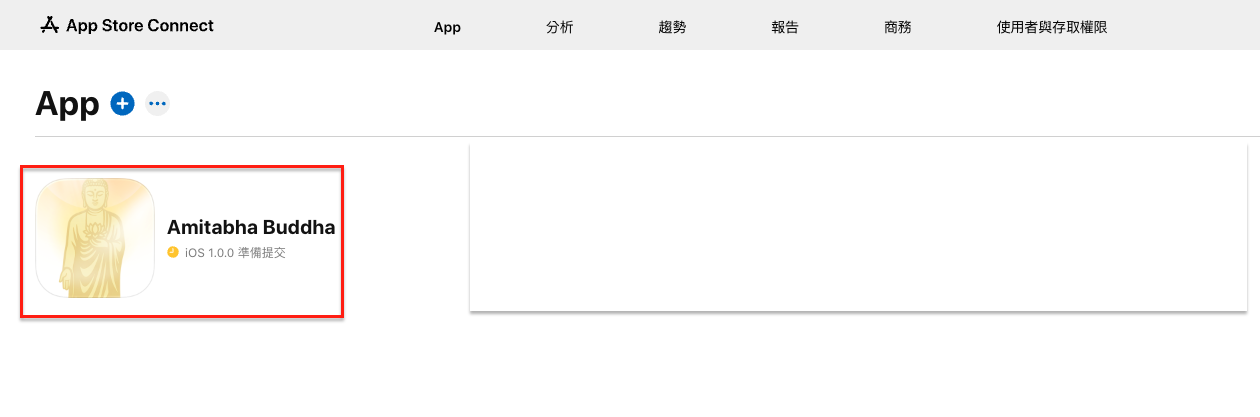 App Store Connect
App
分析
趨勢
報告
商務
使用者與存取權限
App
Amitabha Buddha
iOS 1.0.0 準備提交